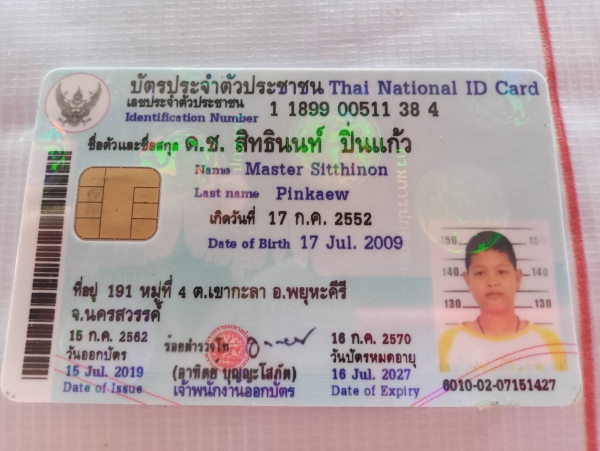 บัตรประจำตัวประชาชน Thai National ID Card
เลขประจำตัวประชาชน 1 1899 00511 38 4
Identification Number
ชื่อตัวและชื่อสกุล ด.ช. สิทธินนท์ ปิ่นแก้ว
Name Master Sitthinon
Last name Pinkaew
เกิดวันที่ 17 ก.ค. 2552
Date of Birth 17 Jul. 2009
ที่อยู่ 191 หมู่ที่ 4 ต.เขากะลา อ.พยุหะคีรี
จ.นครสวรรค์
15 ก.ค. 2562
วันออกบัตร
15 Jul. 2019
Date of Issue
ร้อยตำรวจโท
(อาทิตย์ บุญญะโสภัต)
เจ้าพนักงานออกบัตร
16 ก.ค. 2570
วันบัตรหมดอายุ
16 Jul. 2027
Date of Expiry
150 150
140 140
130 130
6010-02-07151427